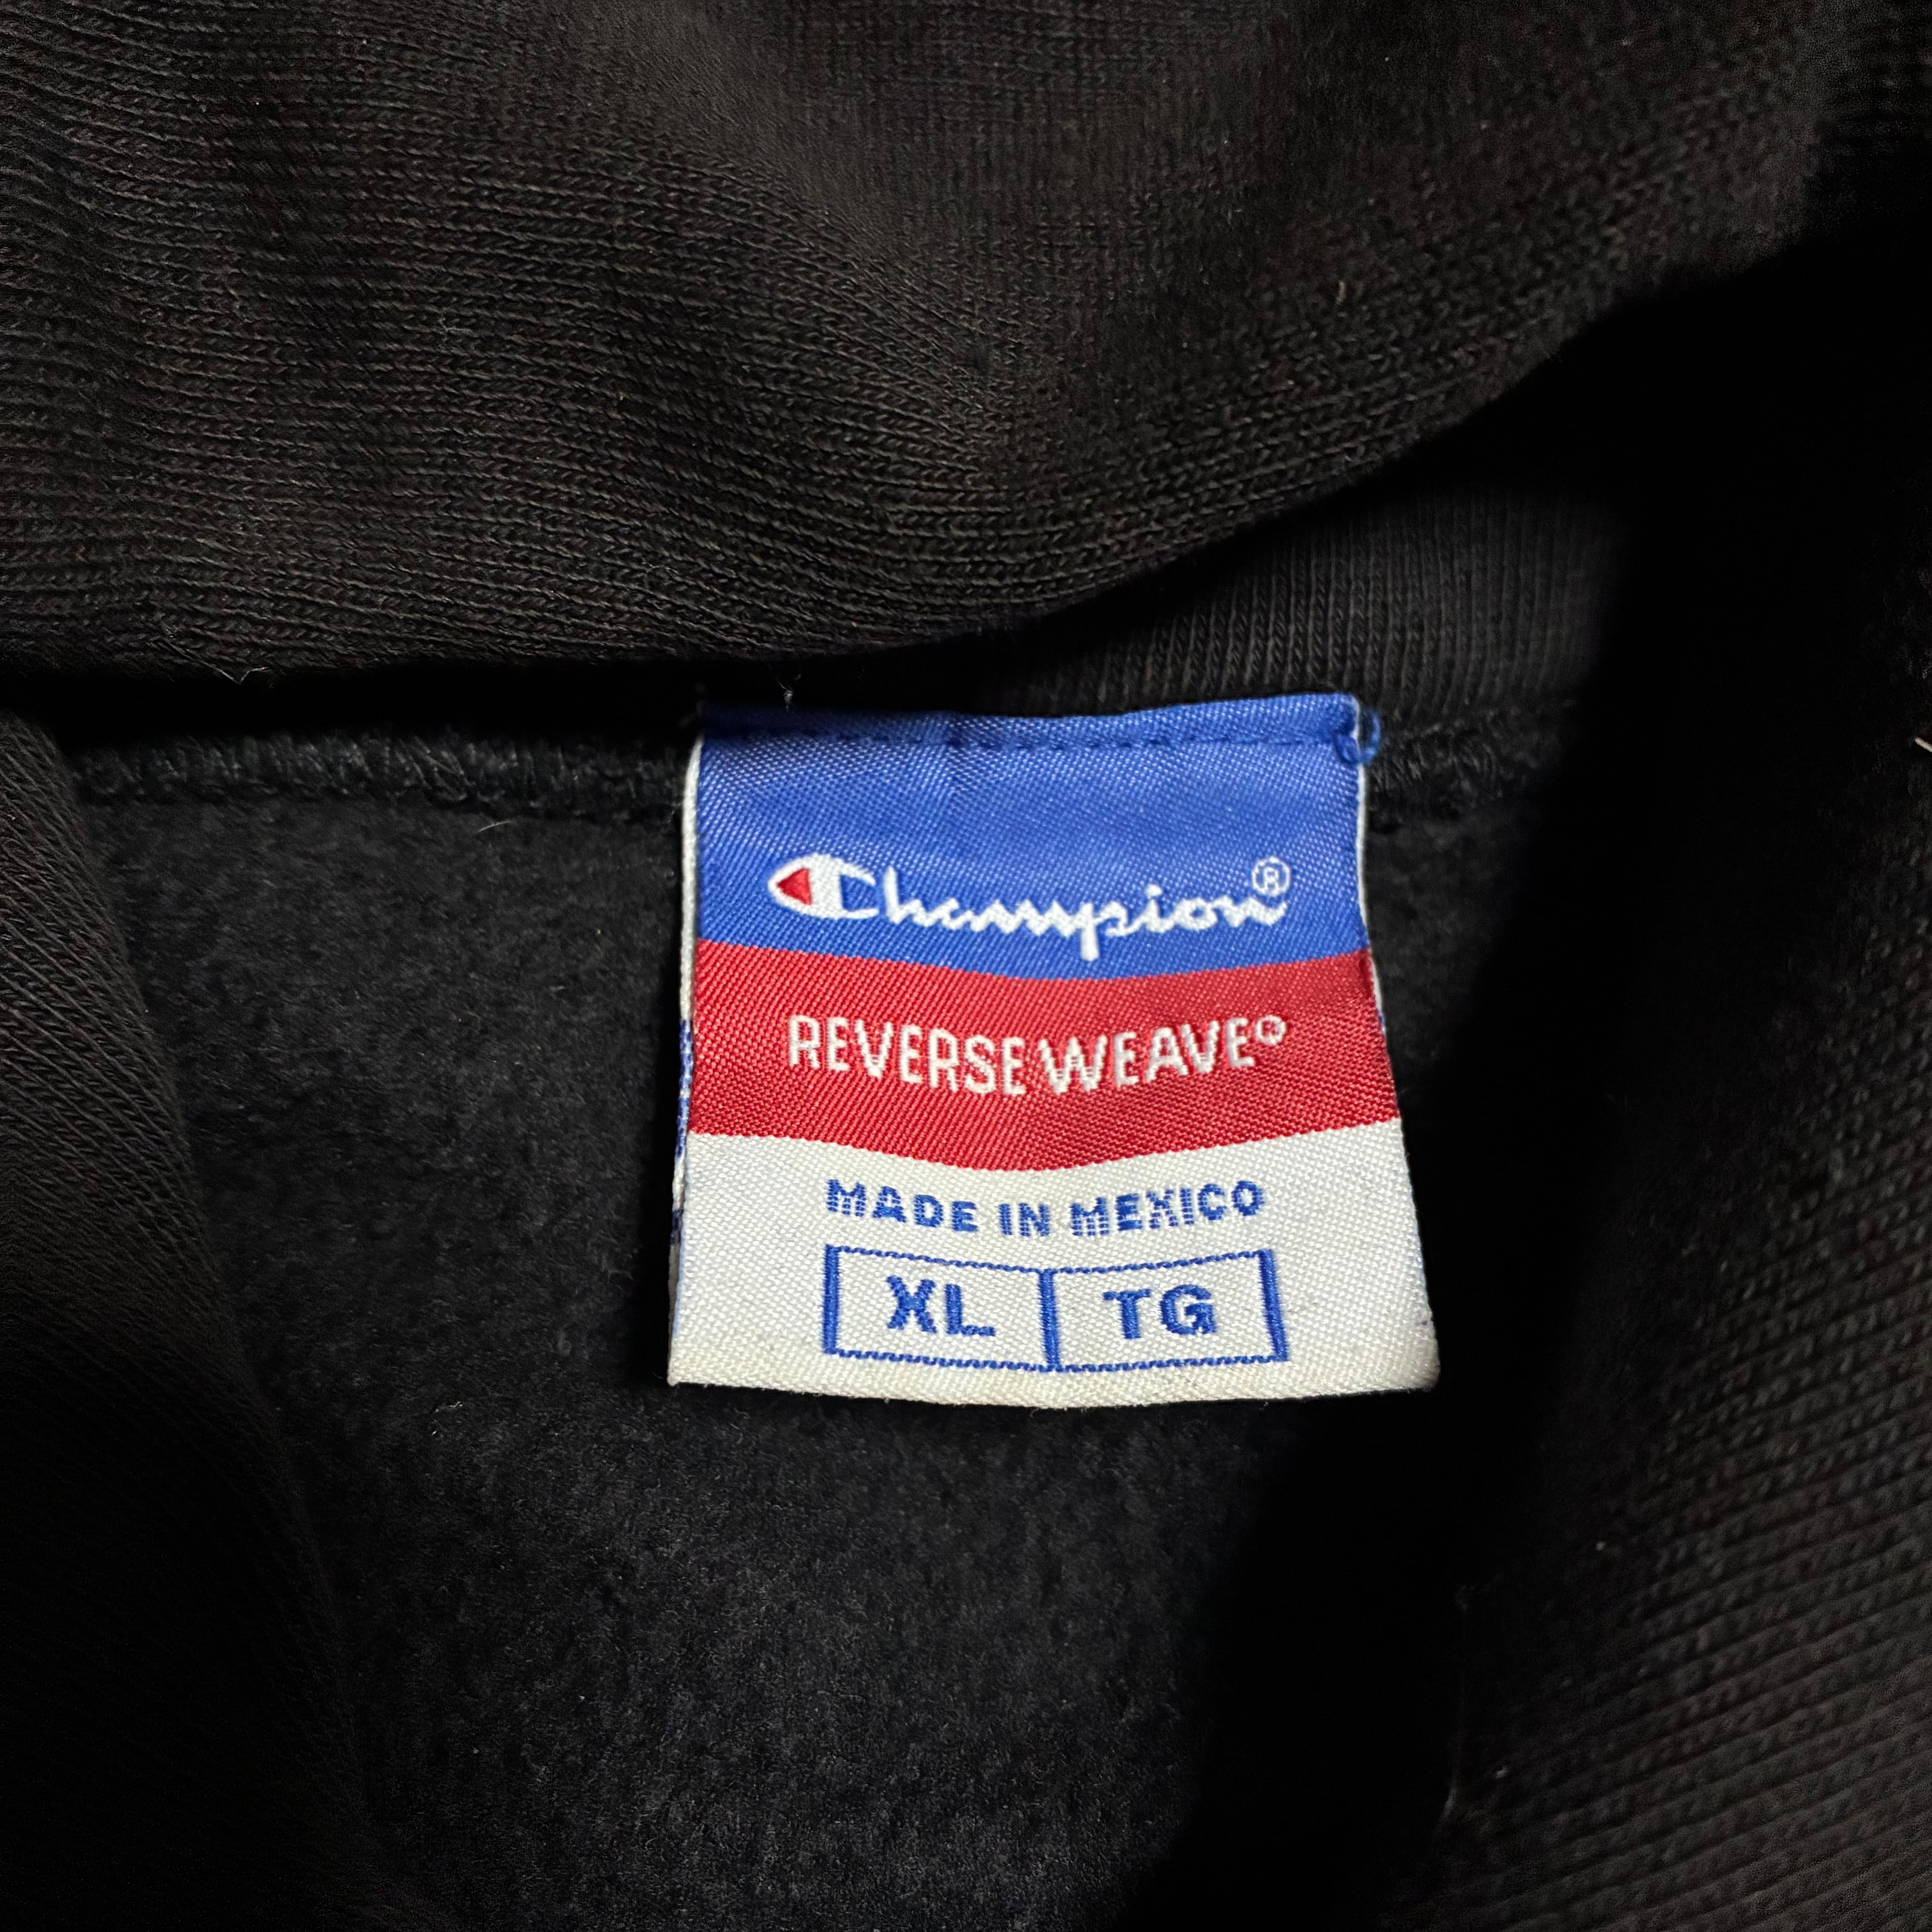 Champion®
REVERSE WEAVE®
MADE IN MEXICO
XL TG